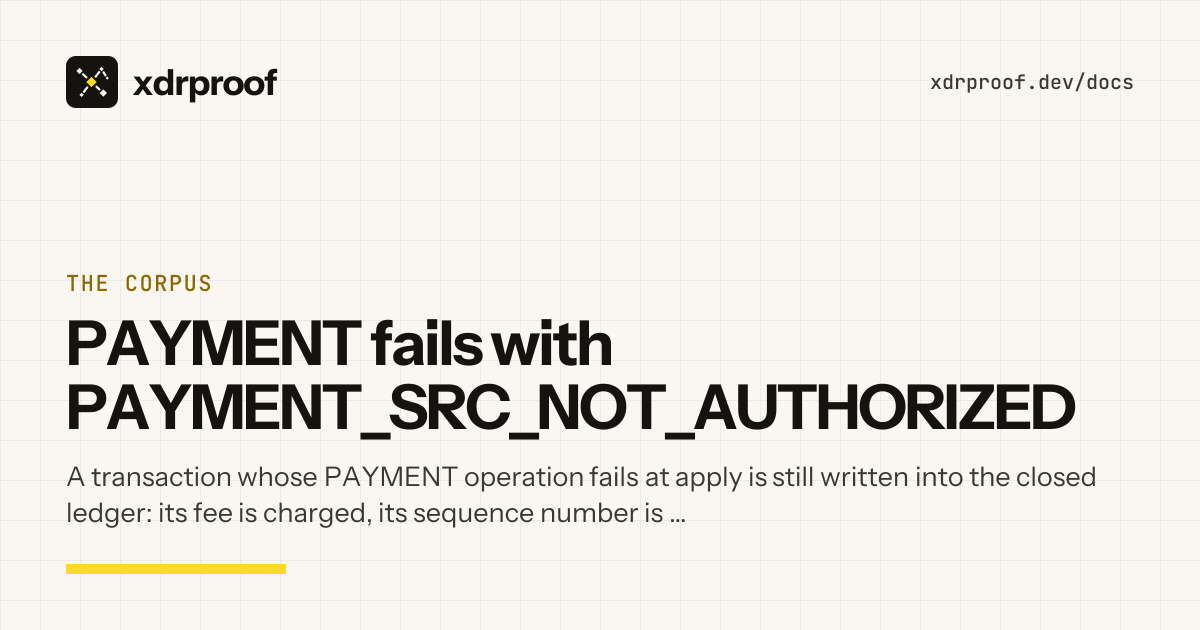 xdrproof
xdrproof.dev/docs
THE CORPUS
PAYMENT fails with
PAYMENT_SRC_NOT_AUTHORIZED
A transaction whose PAYMENT operation fails at apply is still written into the closed
ledger: its fee is charged, its sequence number is ...